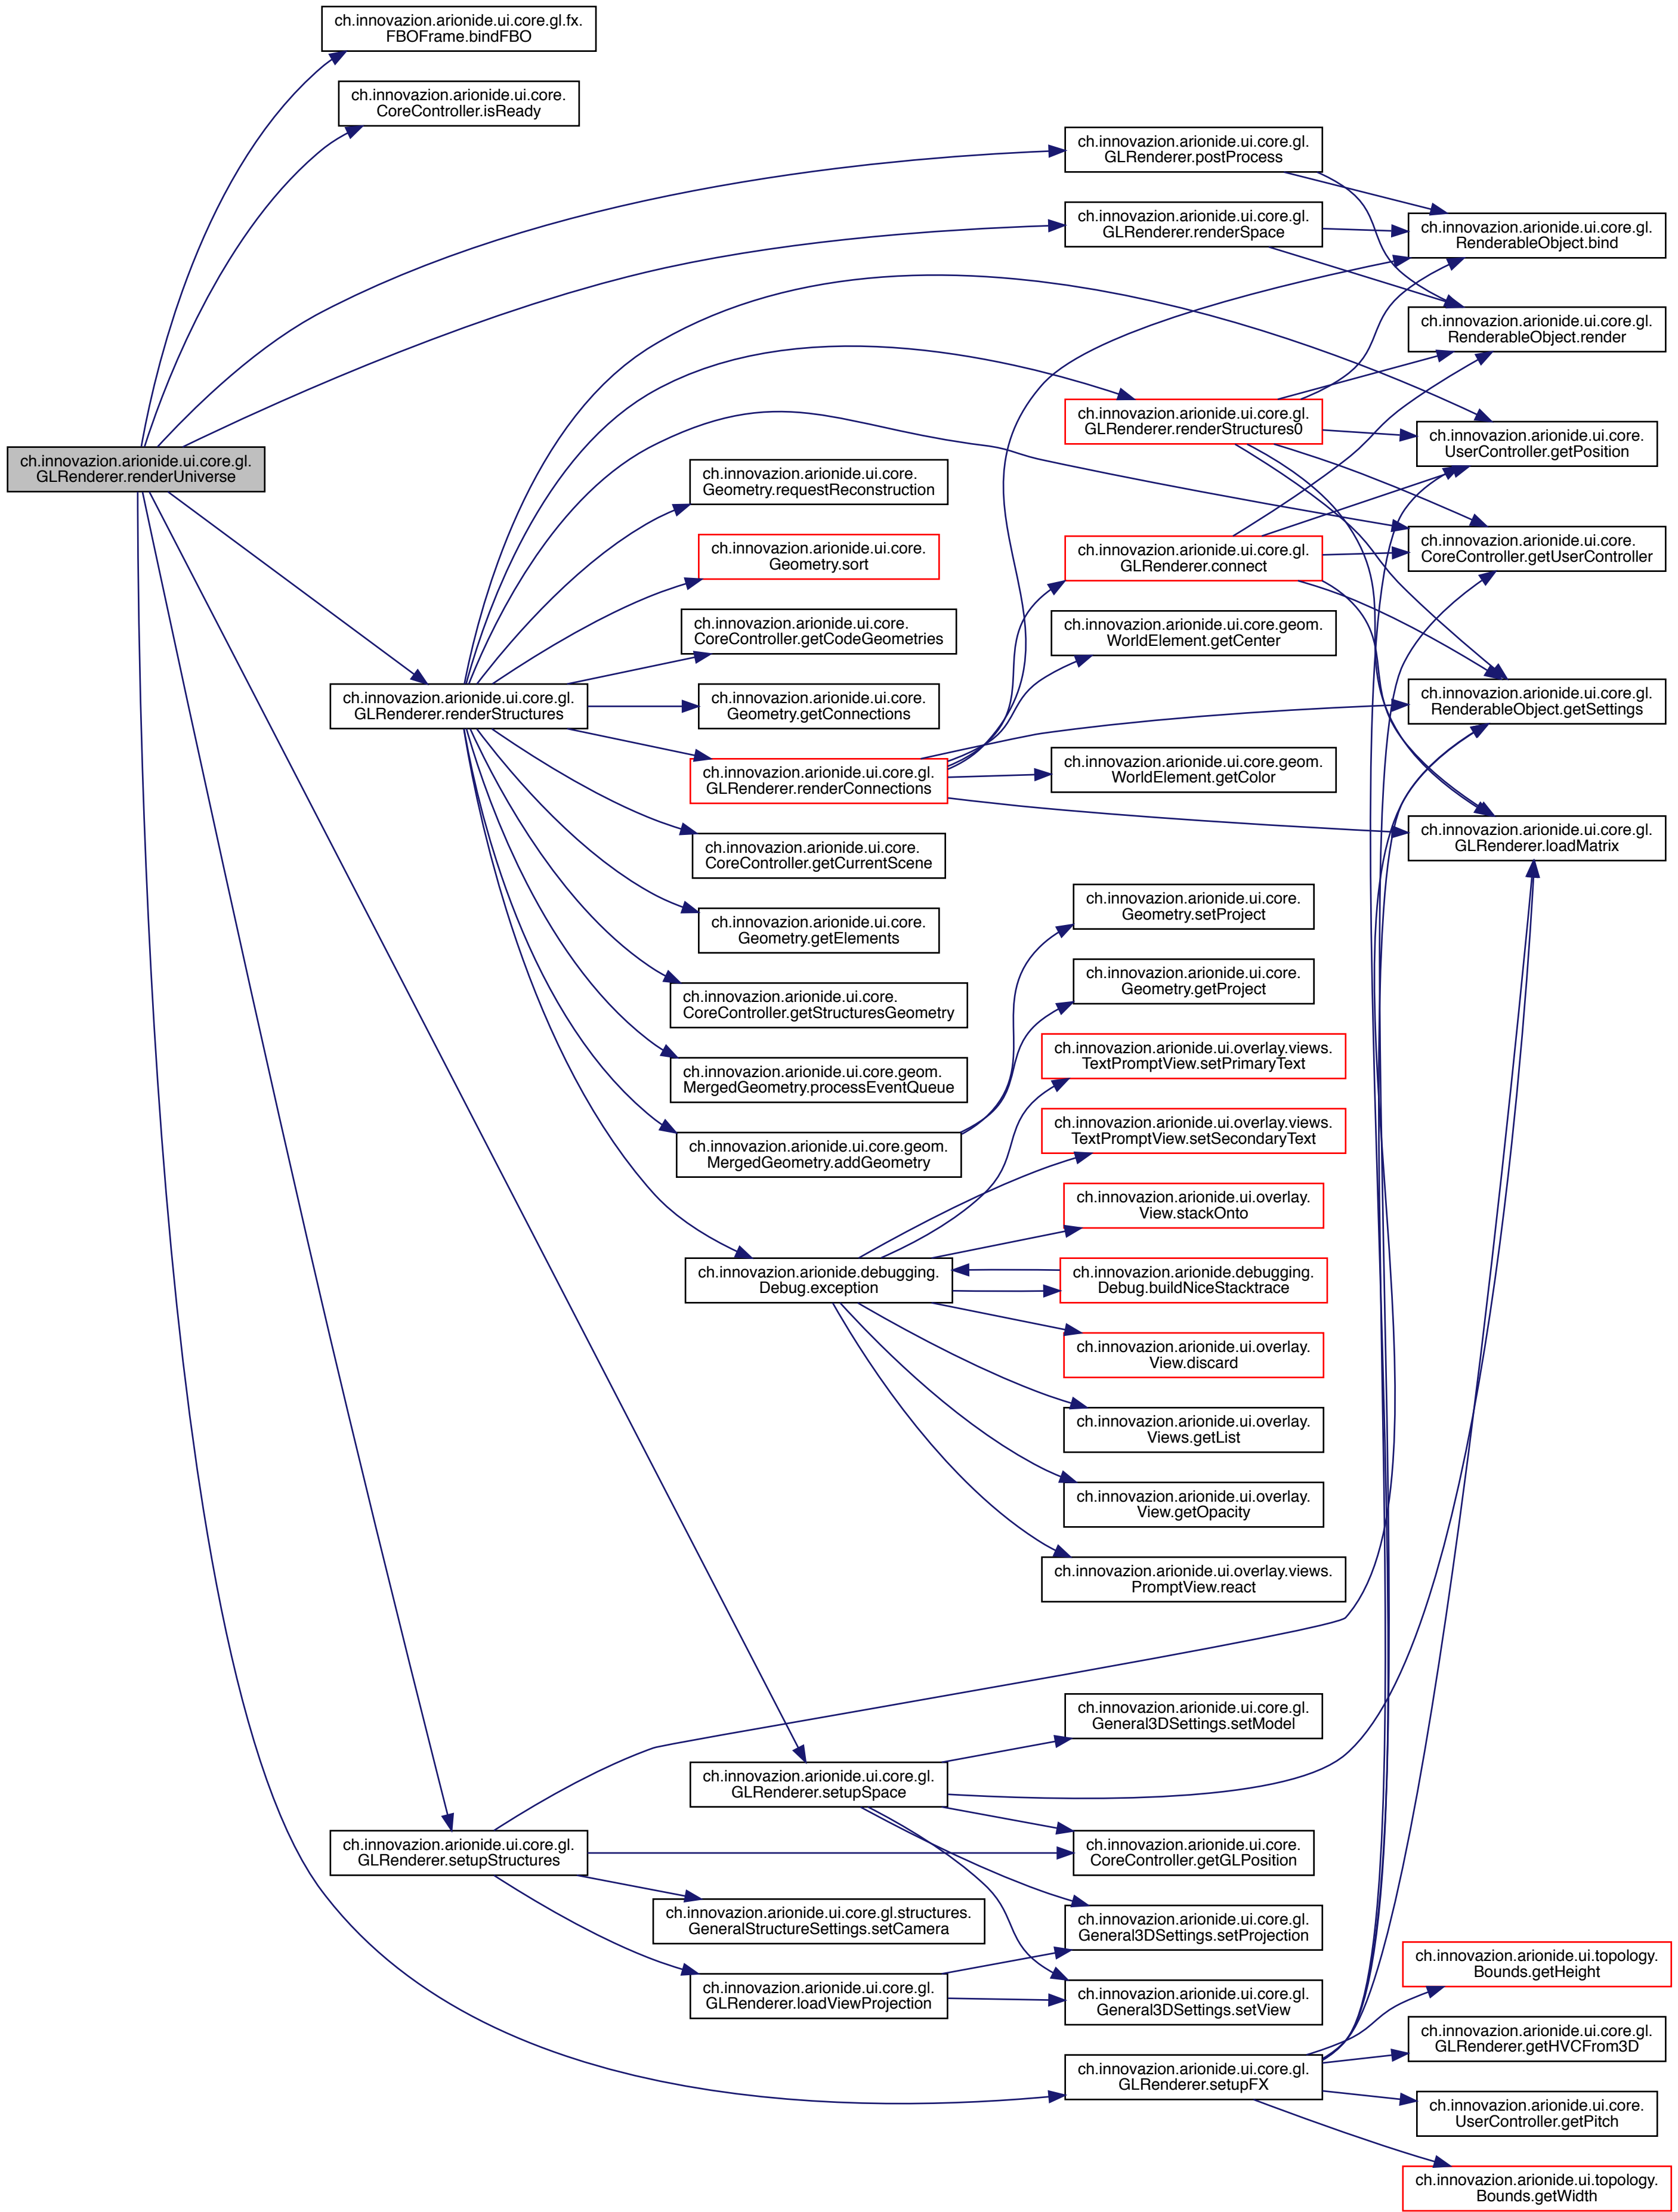 ch.innovazion.arionide.ui.core.gl.fx.
FBOFrame.bindFBO
ch.innovazion.arionide.ui.core.
CoreController.isReady
ch.innovazion.arionide.ui.core.gl.
GLRenderer.postProcess
ch.innovazion.arionide.ui.core.gl.
GLRenderer.renderSpace
ch.innovazion.arionide.ui.core.gl.
RenderableObject.bind
ch.innovazion.arionide.ui.core.gl.
RenderableObject.render
ch.innovazion.arionide.ui.core.gl.
GLRenderer.renderStructures0
ch.innovazion.arionide.ui.core.
UserController.getPosition
ch.innovazion.arionide.ui.core.gl.
GLRenderer.renderUniverse
ch.innovazion.arionide.ui.core.
Geometry.requestReconstruction
ch.innovazion.arionide.ui.core.
Geometry.sort
ch.innovazion.arionide.ui.core.gl.
GLRenderer.connect
ch.innovazion.arionide.ui.core.
CoreController.getUserController
ch.innovazion.arionide.ui.core.
CoreController.getCodeGeometries
ch.innovazion.arionide.ui.core.geom.
WorldElement.getCenter
ch.innovazion.arionide.ui.core.gl.
GLRenderer.renderStructures
ch.innovazion.arionide.ui.core.
Geometry.getConnections
ch.innovazion.arionide.ui.core.gl.
RenderableObject.getSettings
ch.innovazion.arionide.ui.core.gl.
GLRenderer.renderConnections
ch.innovazion.arionide.ui.core.geom.
WorldElement.getColor
ch.innovazion.arionide.ui.core.
CoreController.getCurrentScene
ch.innovazion.arionide.ui.core.gl.
GLRenderer.loadMatrix
ch.innovazion.arionide.ui.core.
Geometry.getElements
ch.innovazion.arionide.ui.core.
Geometry.setProject
ch.innovazion.arionide.ui.core.
CoreController.getStructuresGeometry
ch.innovazion.arionide.ui.core.
Geometry.getProject
ch.innovazion.arionide.ui.core.geom.
MergedGeometry.processEventQueue
ch.innovazion.arionide.ui.overlay.views.
TextPromptView.setPrimaryText
ch.innovazion.arionide.ui.core.geom.
MergedGeometry.addGeometry
ch.innovazion.arionide.ui.overlay.views.
TextPromptView.setSecondaryText
ch.innovazion.arionide.ui.overlay.
View.stackOnto
ch.innovazion.arionide.debugging.
Debug.exception
ch.innovazion.arionide.debugging.
Debug.buildNiceStacktrace
ch.innovazion.arionide.ui.overlay.
View.discard
ch.innovazion.arionide.ui.overlay.
Views.getList
ch.innovazion.arionide.ui.overlay.
View.getOpacity
ch.innovazion.arionide.ui.overlay.views.
PromptView.react
ch.innovazion.arionide.ui.core.gl.
General3DSettings.setModel
ch.innovazion.arionide.ui.core.gl.
GLRenderer.setupSpace
ch.innovazion.arionide.ui.core.gl.
GLRenderer.setupStructures
ch.innovazion.arionide.ui.core.
CoreController.getGLPosition
ch.innovazion.arionide.ui.core.gl.structures.
GeneralStructureSettings.setCamera
ch.innovazion.arionide.ui.core.gl.
General3DSettings.setProjection
ch.innovazion.arionide.ui.core.gl.
GLRenderer.loadViewProjection
ch.innovazion.arionide.ui.core.gl.
General3DSettings.setView
ch.innovazion.arionide.ui.topology.
Bounds.getHeight
ch.innovazion.arionide.ui.core.gl.
GLRenderer.setupFX
ch.innovazion.arionide.ui.core.gl.
GLRenderer.getHVCFrom3D
ch.innovazion.arionide.ui.core.
UserController.getPitch
ch.innovazion.arionide.ui.topology.
Bounds.getWidth